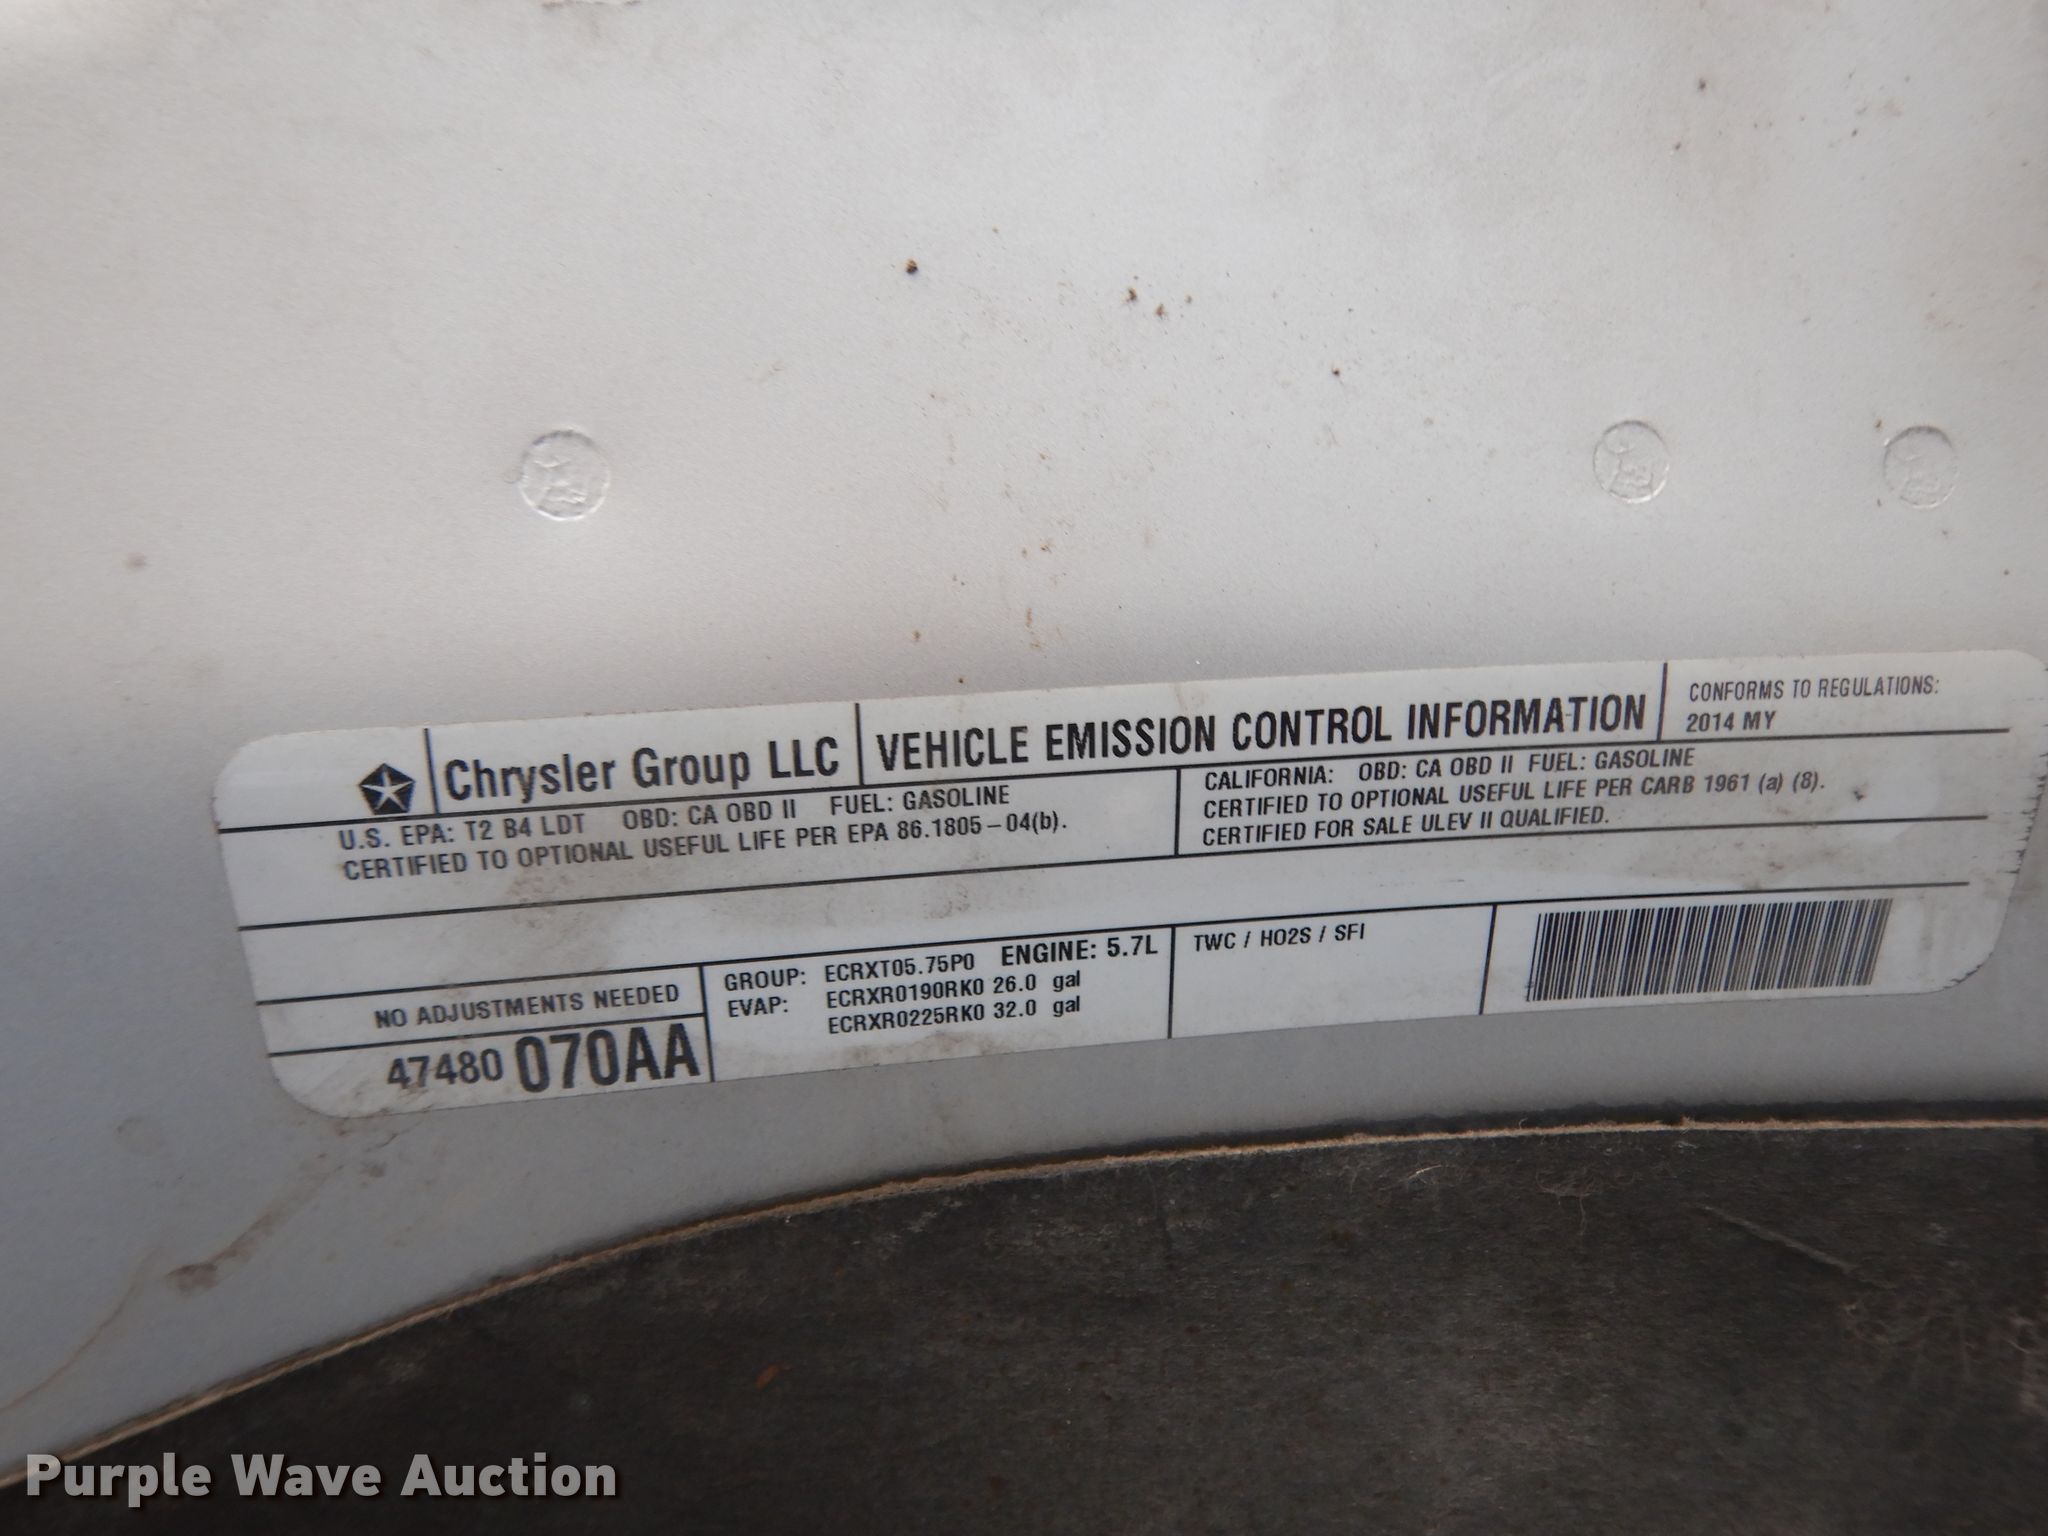 Chrysler Group LLC
VEHICLE EMISSION CONTROL INFORMATION
CONFORMS TO REGULATIONS:
2014 MY
U.S. EPA: T2 B4 LDT OBD: CA OBD II FUEL: GASOLINE
CERTIFIED TO OPTIONAL USEFUL LIFE PER EPA 86.1805-04(b).
CALIFORNIA: OBD: CA OBD II FUEL: GASOLINE
CERTIFIED TO OPTIONAL USEFUL LIFE PER CARB 1961 (a) (8).
CERTIFIED FOR SALE ULEV II QUALIFIED.
NO ADJUSTMENTS NEEDED
47480 070AA
GROUP: ECRXT05.75P0 ENGINE: 5.7L
EVAP: ECRXR0190RK0 26.0 gal
ECRXR0225RK0 32.0 gal
TWC / HO2S / SFI
Purple Wave Auction